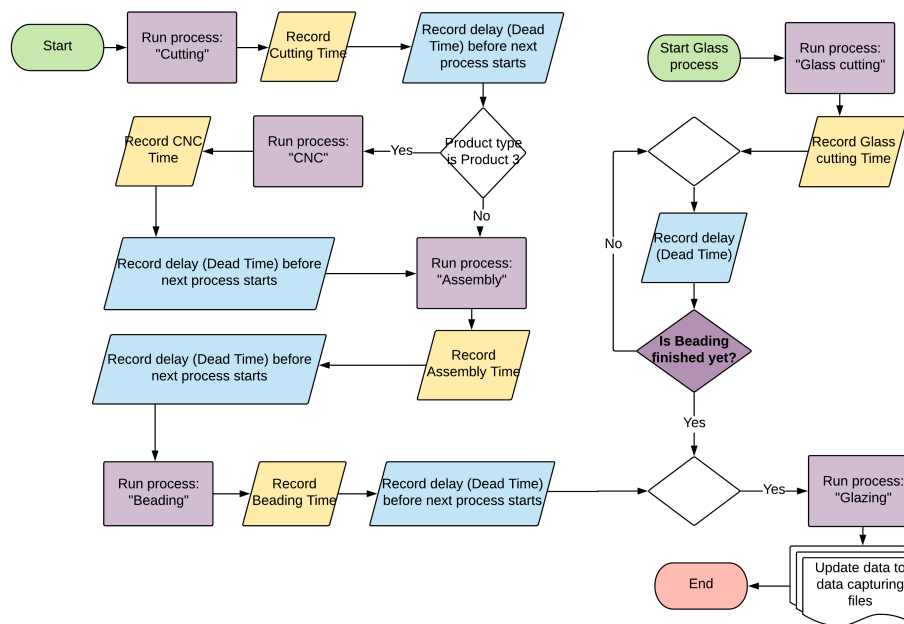 Start
Run process:
"Cutting"
Record
Cutting Time
Record delay (Dead
Time) before next
process starts
Start Glass
process
Run process:
"Glass cutting"
Record CNC
Time
Run process:
"CNC"
Yes
Product type
is Product 3
Record Glass
cutting Time
No
No
Record delay
(Dead Time)
Record delay (Dead Time) before
next process starts
Run process:
"Assembly"
Record delay (Dead Time) before
next process starts
Record
Assembly Time
Is Beading
finished yet?
Yes
Run process:
"Beading"
Record
Beading Time
Record delay (Dead Time)
before next process starts
Yes
Run process:
"Glazing"
End
Update data to
data capturing
files